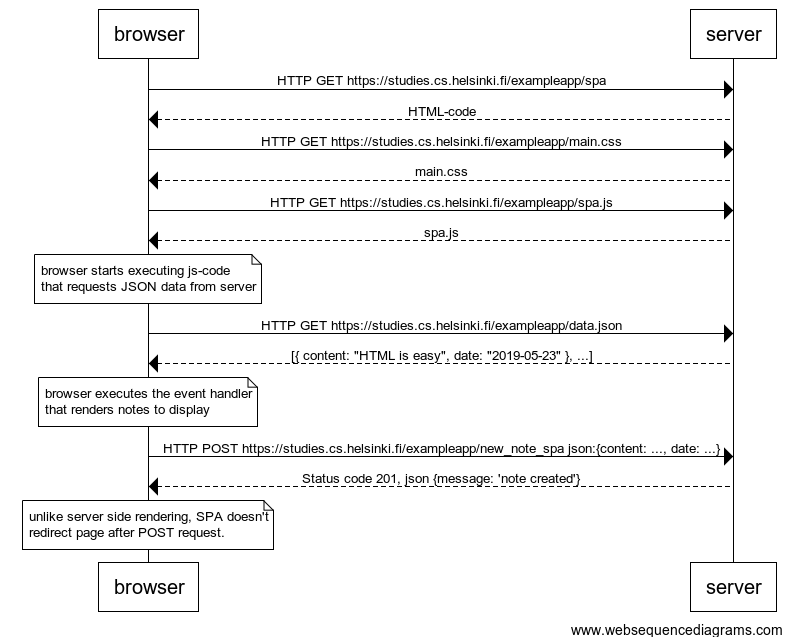 browser
server
HTTP GET https://studies.cs.helsinki.fi/exampleapp/spa
HTML-code
HTTP GET https://studies.cs.helsinki.fi/exampleapp/main.css
main.css
HTTP GET https://studies.cs.helsinki.fi/exampleapp/spa.js
spa.js
browser starts executing js-code
that requests JSON data from server
HTTP GET https://studies.cs.helsinki.fi/exampleapp/data.json
[{ content: "HTML is easy", date: "2019-05-23" }, ...]
browser executes the event handler
that renders notes to display
HTTP POST https://studies.cs.helsinki.fi/exampleapp/new_note_spa json:{content: ..., date: ...}
Status code 201, json {message: 'note created'}
unlike server side rendering, SPA doesn't
redirect page after POST request.
browser
server
www.websequencediagrams.com